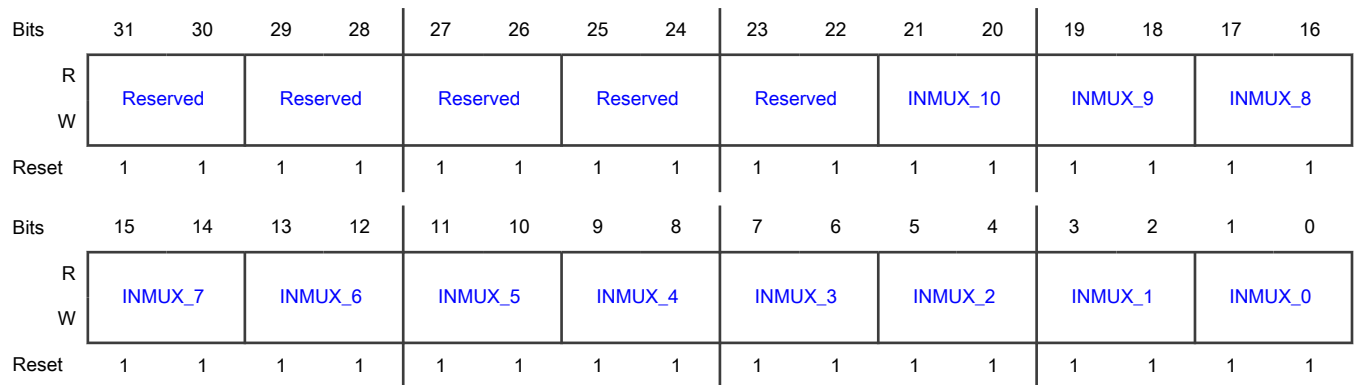 Bits 31 30 29 28 27 26 25 24 23 22 21 20 19 18 17 16
R
Reserved Reserved Reserved Reserved Reserved INMUX_10 INMUX_9 INMUX_8
W
Reset 1 1 1 1 1 1 1 1 1 1 1 1 1 1 1 1
Bits 15 14 13 12 11 10 9 8 7 6 5 4 3 2 1 0
R
INMUX_7 INMUX_6 INMUX_5 INMUX_4 INMUX_3 INMUX_2 INMUX_1 INMUX_0
W
Reset 1 1 1 1 1 1 1 1 1 1 1 1 1 1 1 1